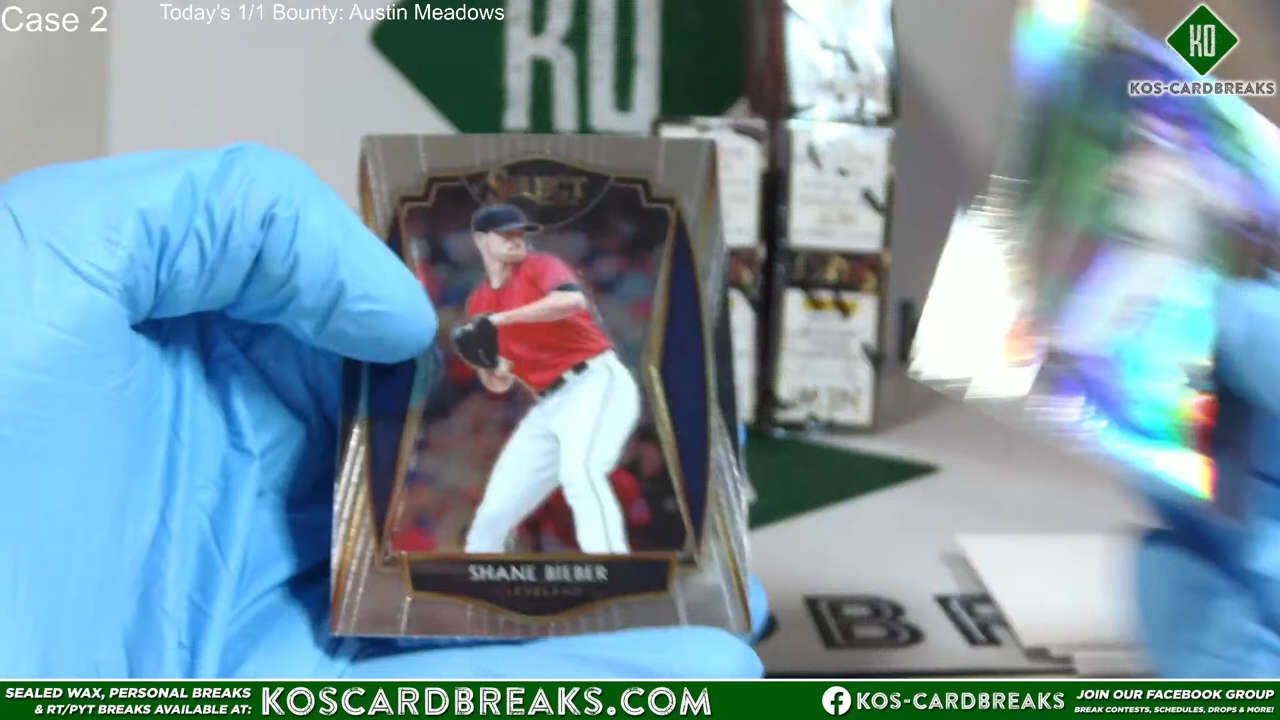 Case 2
Today's 1/1 Bounty: Austin Meadows
KO
KO
KOS-CARDBREAKS
SELECT
SHANE BIEBER
CLEVELAND
SEALED WAX, PERSONAL BREAKS
& RT/PYT BREAKS AVAILABLE AT:
KOSCARDBREAKS.COM
KOS-CARDBREAKS
JOIN OUR FACEBOOK GROUP
BREAK CONTESTS, SCHEDULES, DROPS & MORE!